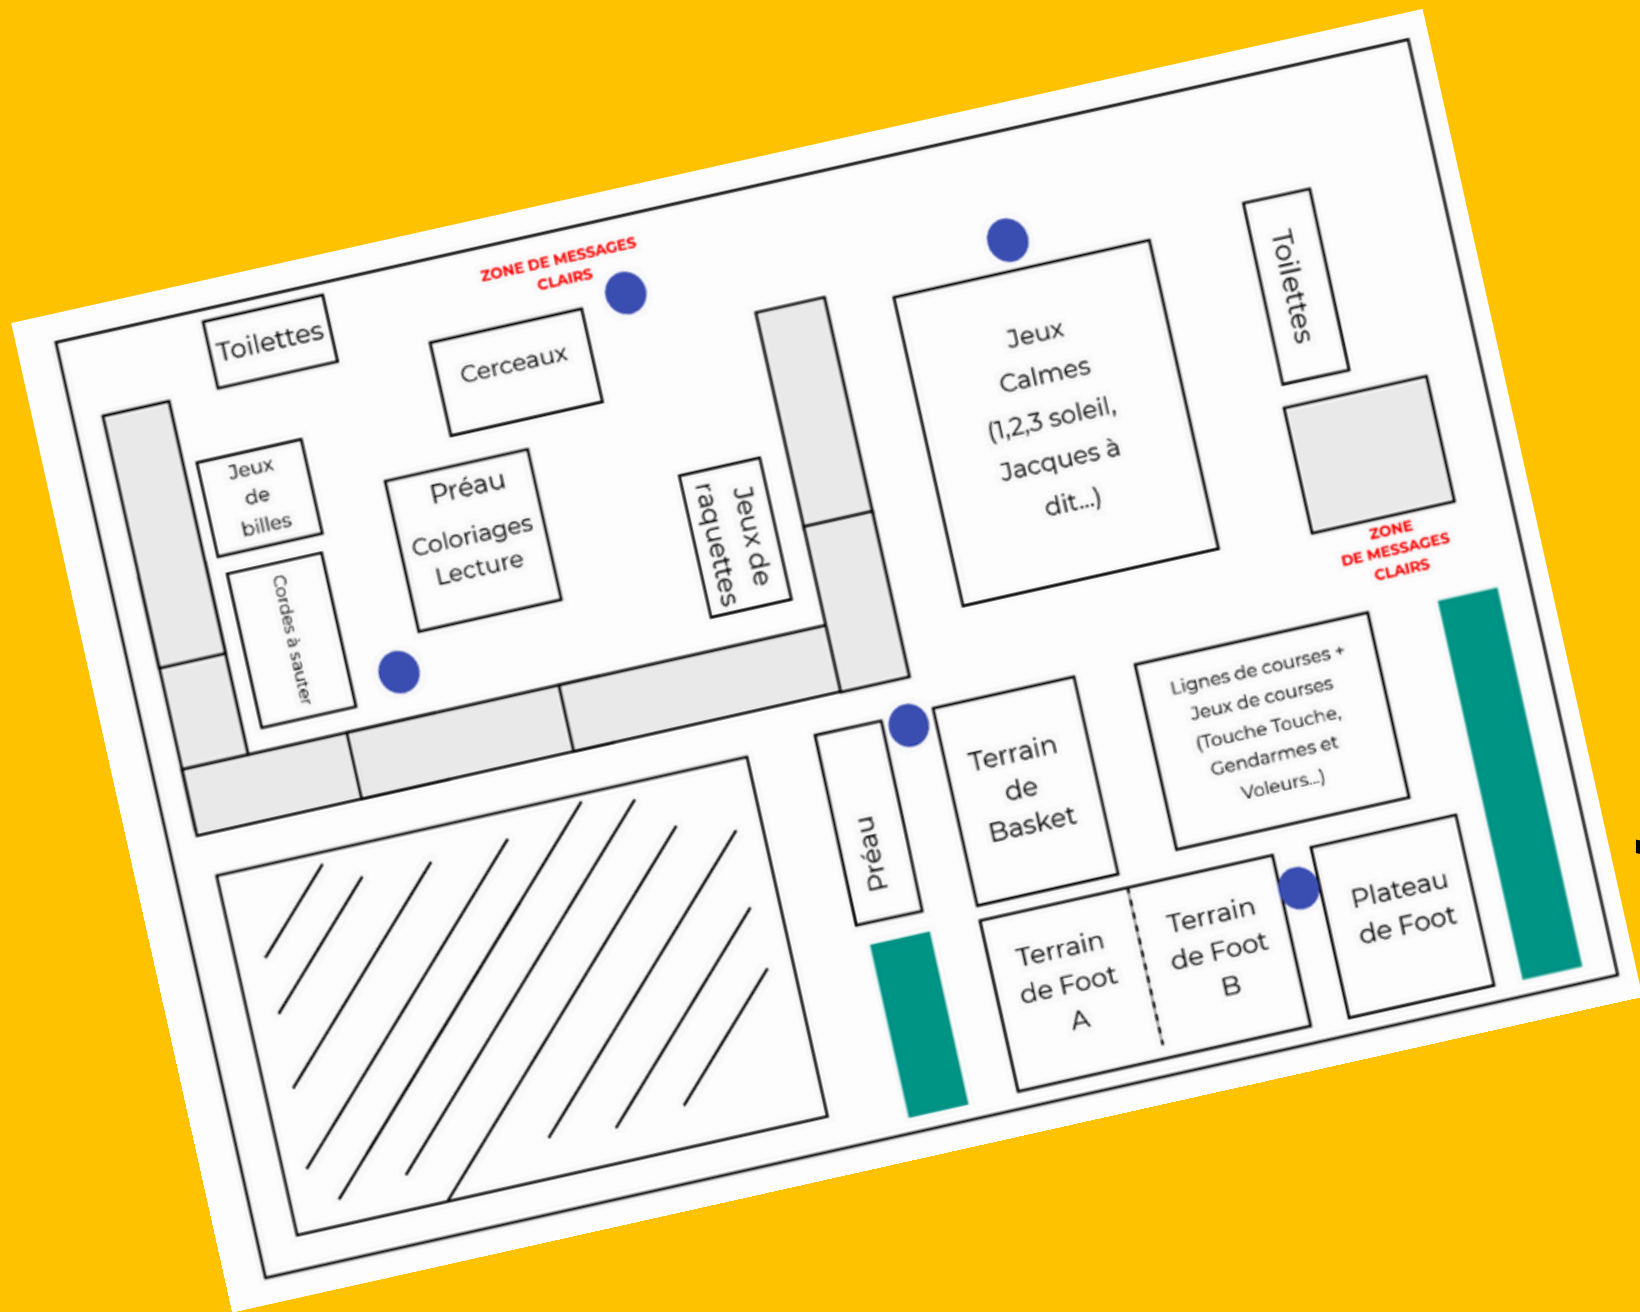 ZONE DE MESSAGES
CLAIRS
Toilettes
Cerceaux
Jeux
de
billes
Préau
Coloriages
Lecture
Cordes à sauter
Jeux de
raquettes
Jeux
Calmes
(1,2,3 soleil,
Jacques à
dit...)
Toilettes
ZONE
DE MESSAGES
CLAIRS
Préau
Terrain
de
Basket
Lignes de courses +
Jeux de courses
(Touche Touche,
Gendarmes et
Voleurs...)
Terrain
de Foot
A
Terrain
de Foot
B
Plateau
de Foot